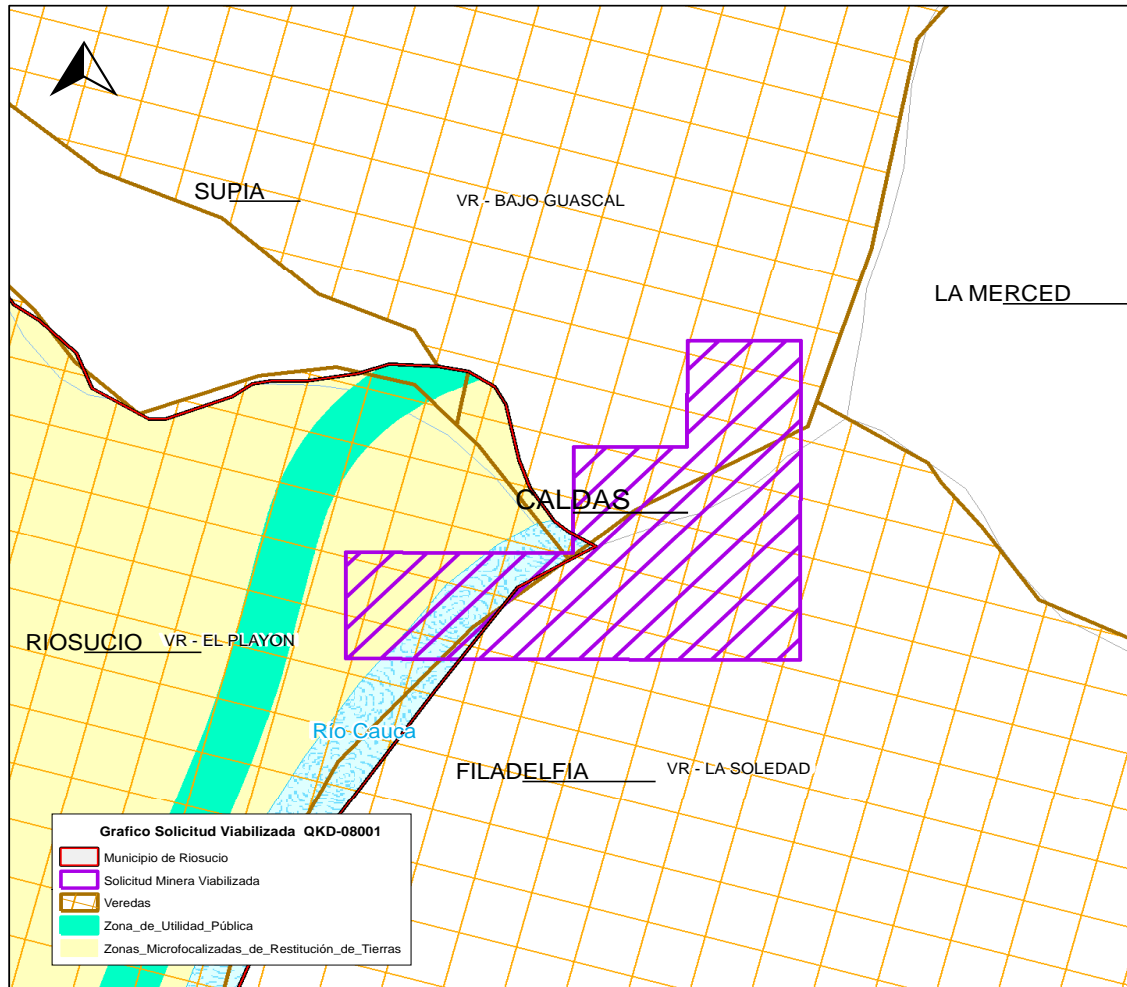 SUPIA
VR - BAJO GUASCAL
LA MERCED
CALDAS
RIOSUCIO
VR - EL PLAYON
Río Cauca
FILADELFIA
VR - LA SOLEDAD
Grafico Solicitud Viabilizada QKD-08001
Municipio de Riosucio
Solicitud Minera Viabilizada
Veredas
Zona_de_Utilidad_Pública
Zonas_Microfocalizadas_de_Restitución_de_Tierras